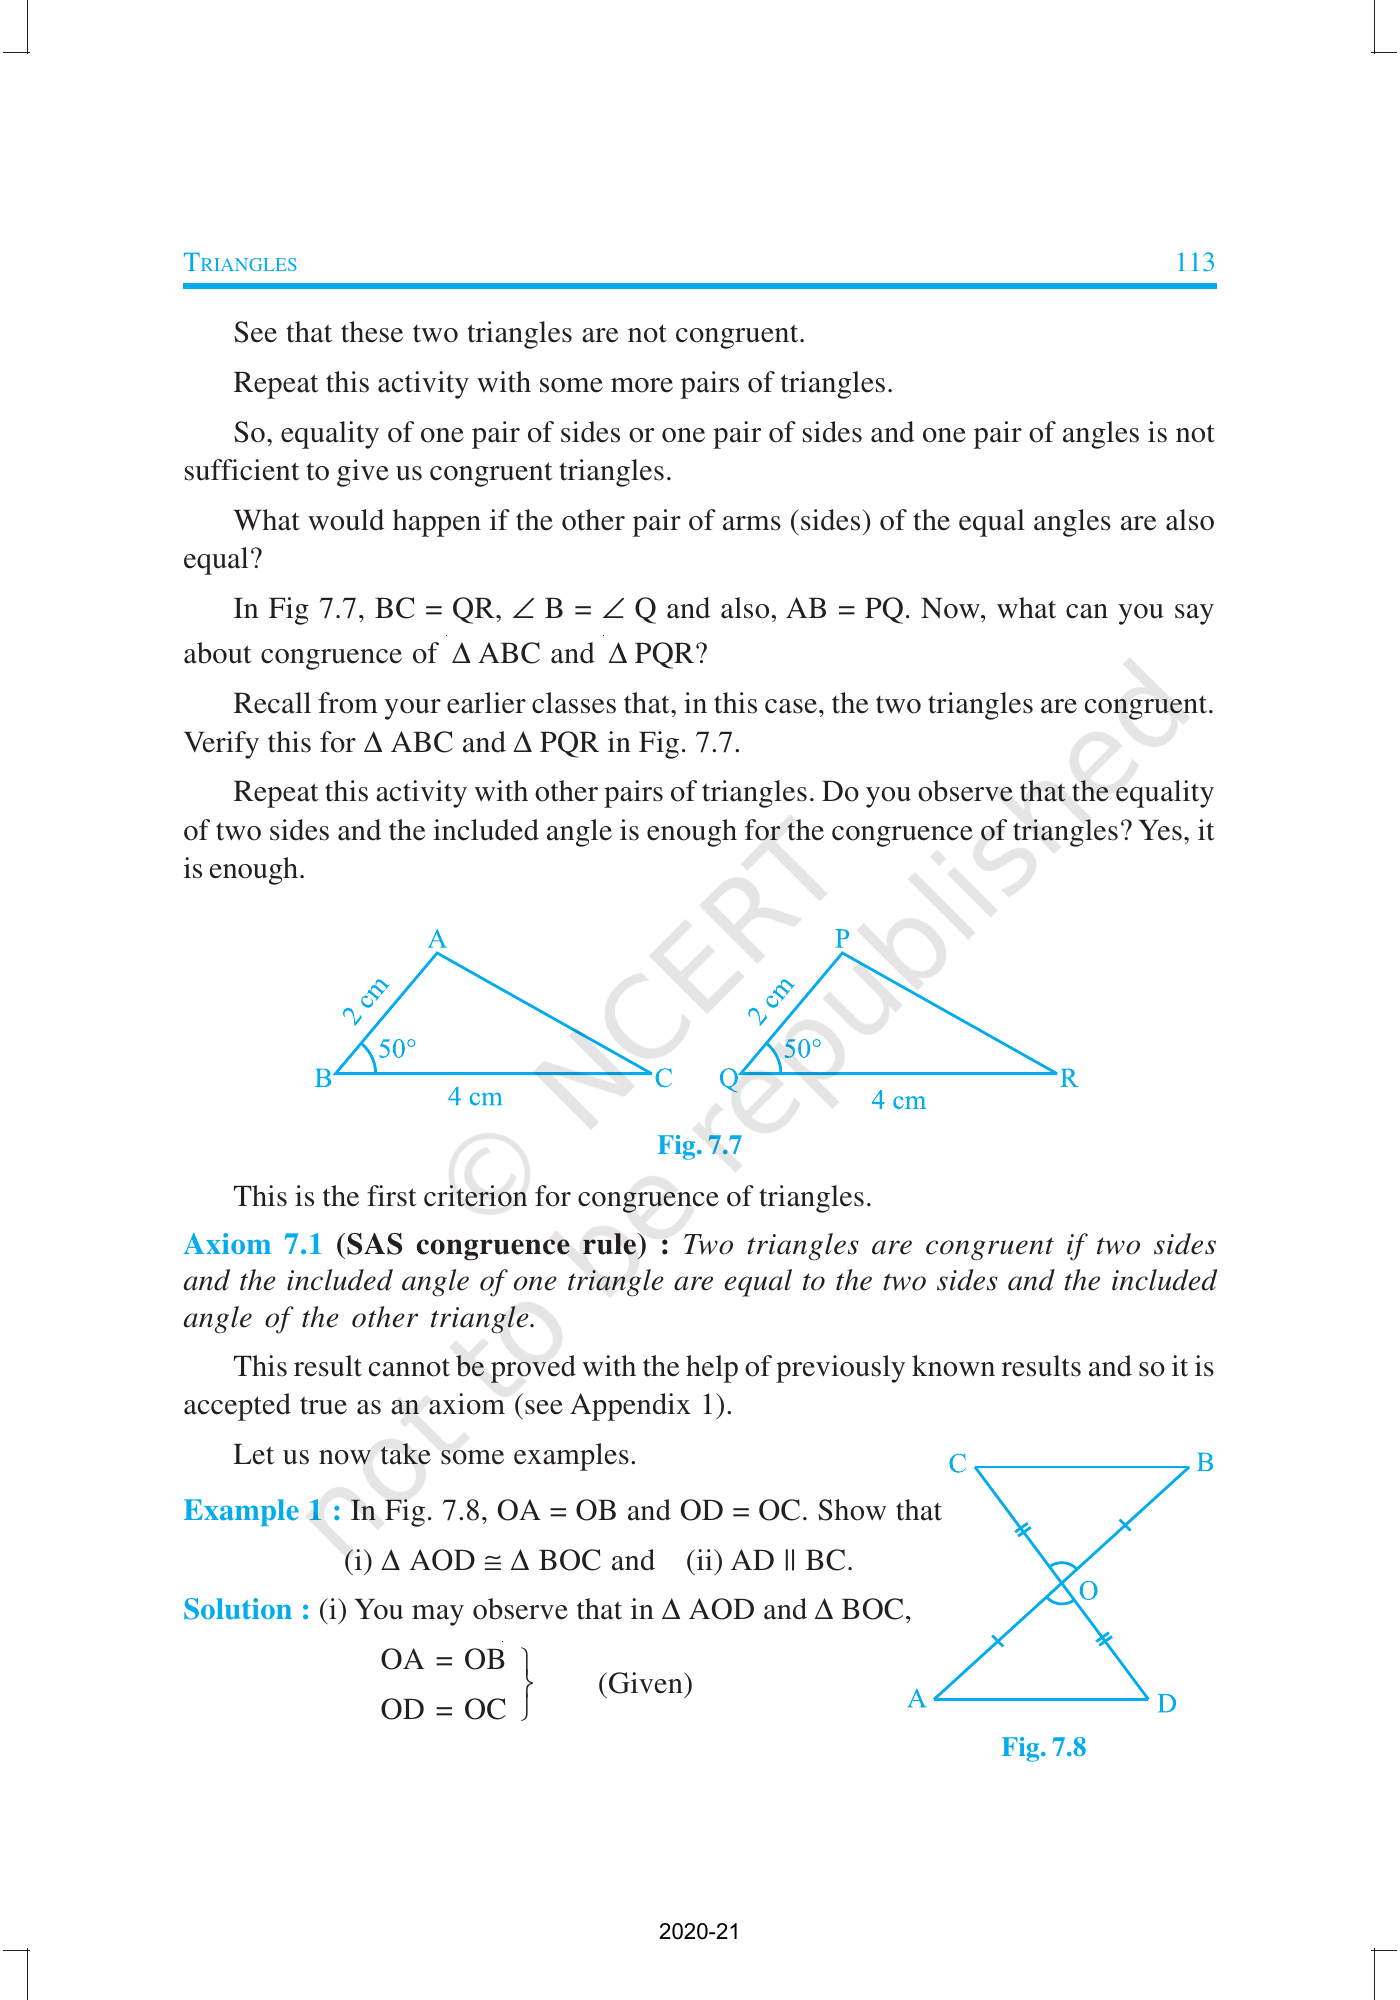 TRIANGLES 113
See that these two triangles are not congruent.
Repeat this activity with some more pairs of triangles.
So, equality of one pair of sides or one pair of sides and one pair of angles is not
sufficient to give us congruent triangles.
What would happen if the other pair of arms (sides) of the equal angles are also
equal?
In Fig 7.7, BC = QR, ∠ B = ∠ Q and also, AB = PQ. Now, what can you say
about congruence of Δ ABC and Δ PQR?
Recall from your earlier classes that, in this case, the two triangles are congruent.
Verify this for Δ ABC and Δ PQR in Fig. 7.7.
Repeat this activity with other pairs of triangles. Do you observe that the equality
of two sides and the included angle is enough for the congruence of triangles? Yes, it
is enough.
A P
2 cm 2 cm
50° 50°
B C Q R
4 cm 4 cm
Fig. 7.7
This is the first criterion for congruence of triangles.
Axiom 7.1 (SAS congruence rule) : Two triangles are congruent if two sides
and the included angle of one triangle are equal to the two sides and the included
angle of the other triangle.
This result cannot be proved with the help of previously known results and so it is
accepted true as an axiom (see Appendix 1).
Let us now take some examples.
Example 1 : In Fig. 7.8, OA = OB and OD = OC. Show that
(i) Δ AOD ≅ Δ BOC and (ii) AD || BC.
Solution : (i) You may observe that in Δ AOD and Δ BOC,
OA = OB
OD = OC
(Given)
C B
O
A D
Fig. 7.8
© NCERT
not to be republished
2020-21